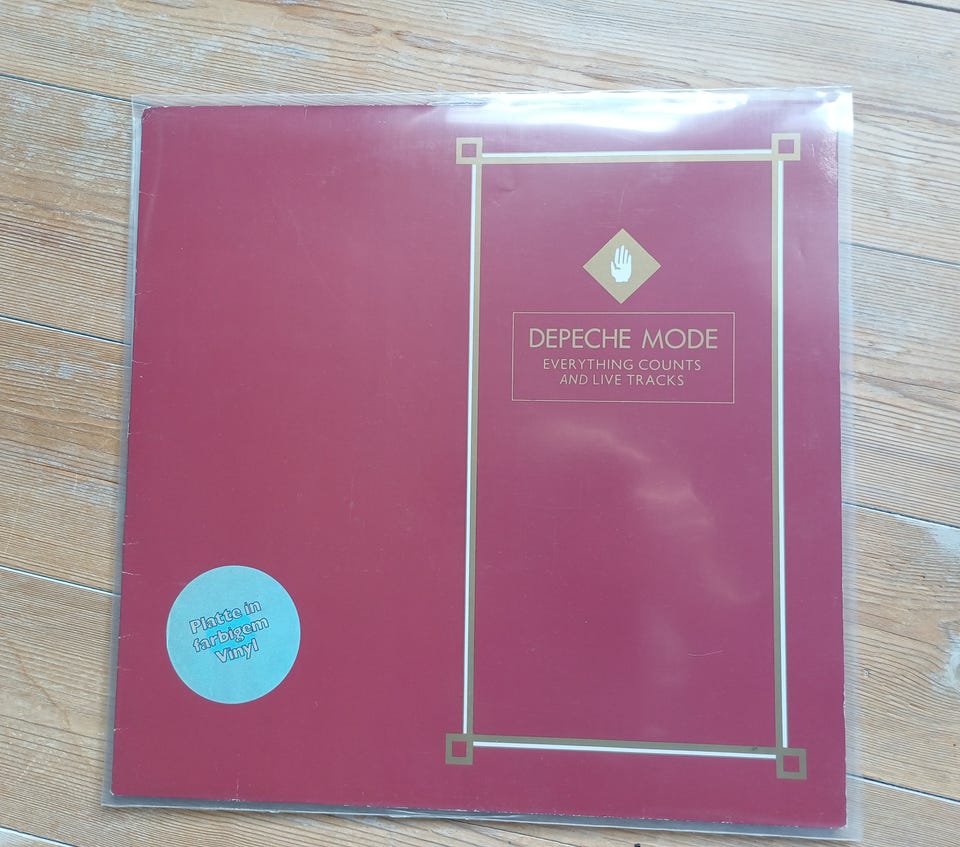 DEPECHE MODE
EVERYTHING COUNTS
AND LIVE TRACKS
Platte in
farbigem
Vinyl